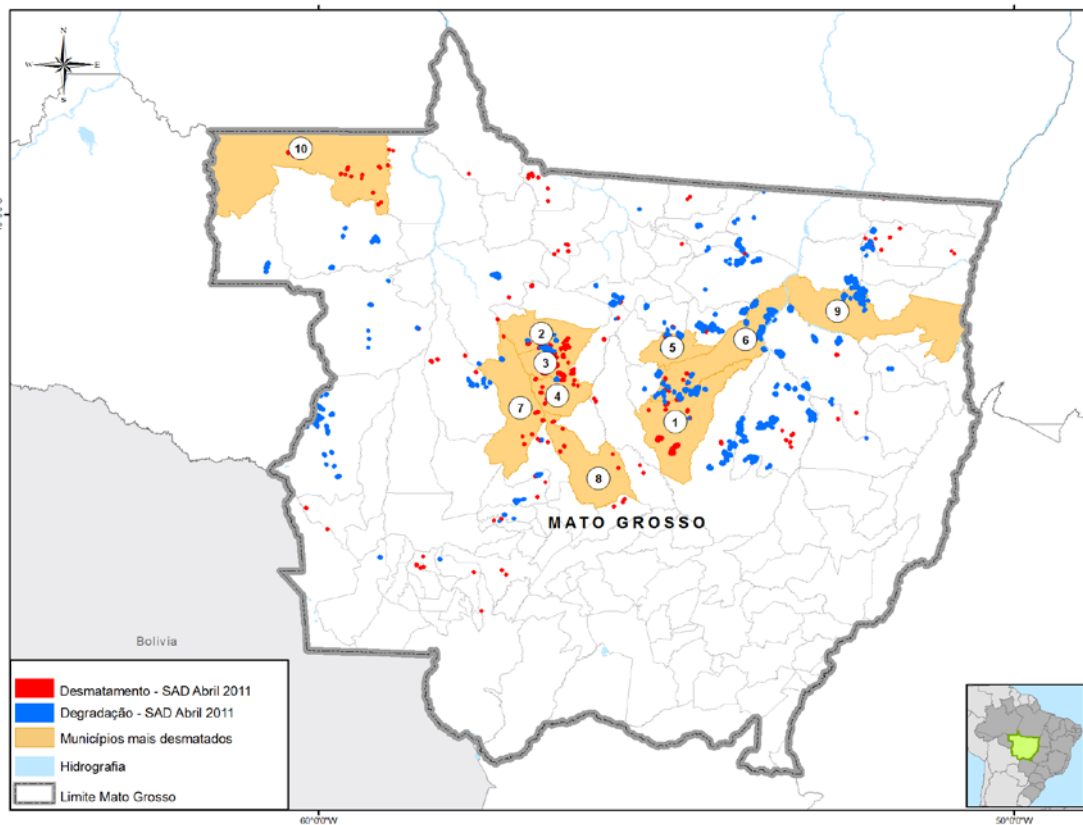 N
W E
S
10
2
3
4
5
6
9
7
1
8
MATO GROSSO
Bolivia
Desmatamento - SAD Abril 2011
Degradação - SAD Abril 2011
Municípios mais desmatados
Hidrografia
Limite Mato Grosso
60°0'0"W 50°0'0"W